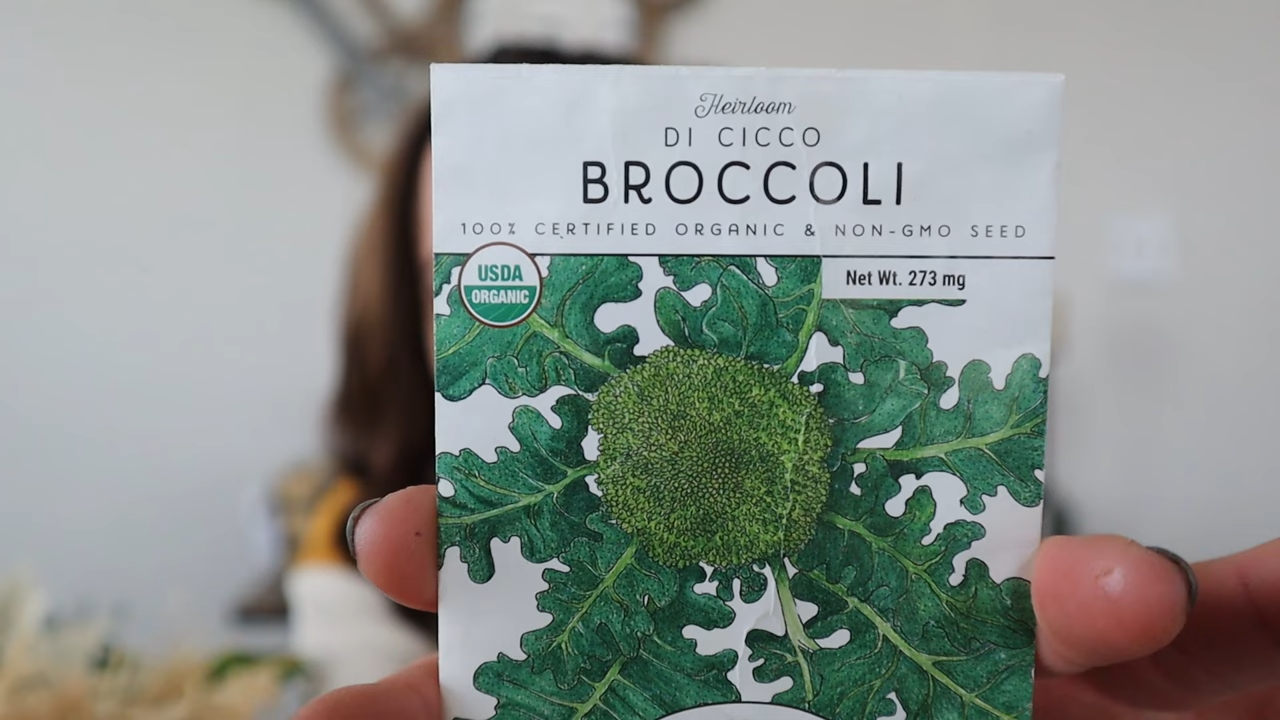 Heirloom
DI CICCO
BROCCOLI
100% CERTIFIED ORGANIC & NON-GMO SEED
USDA
ORGANIC
Net Wt. 273 mg